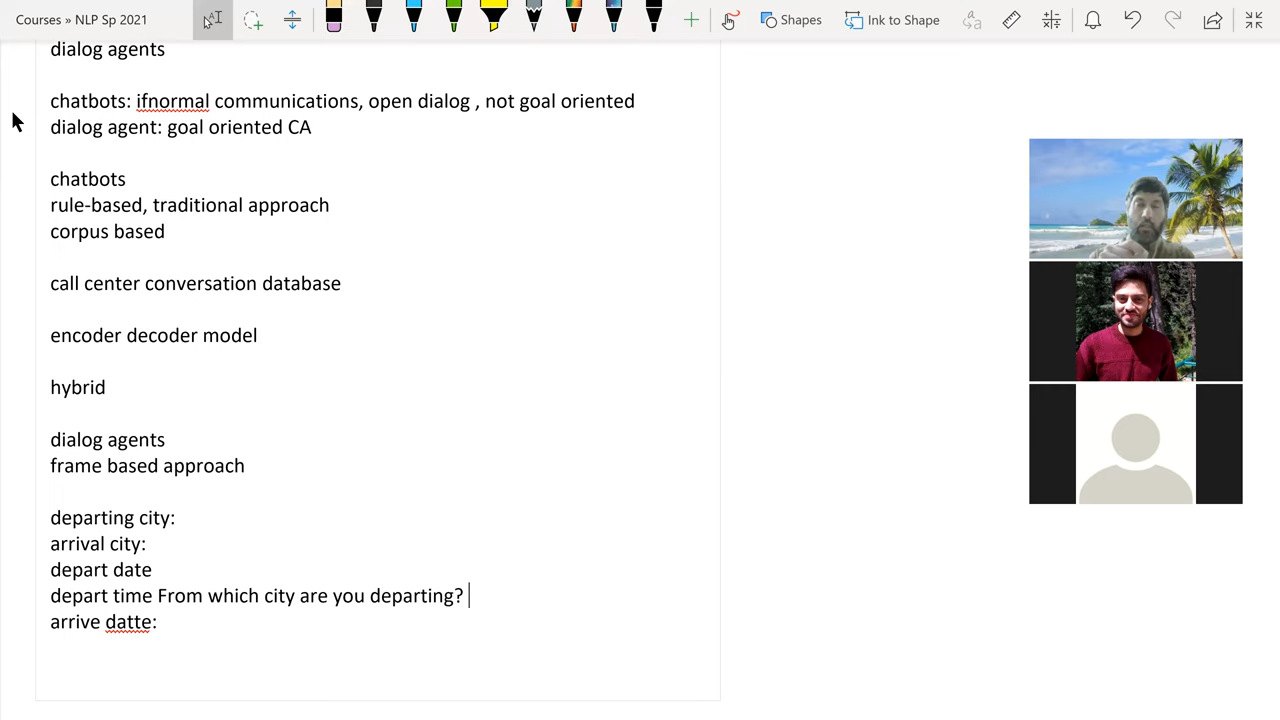 Courses » NLP Sp 2021
Shapes
Ink to Shape
dialog agents
chatbots: ifnormal communications, open dialog , not goal oriented
dialog agent: goal oriented CA
chatbots
rule-based, traditional approach
corpus based
call center conversation database
encoder decoder model
hybrid
dialog agents
frame based approach
departing city:
arrival city:
depart date
depart time From which city are you departing?
arrive datte: